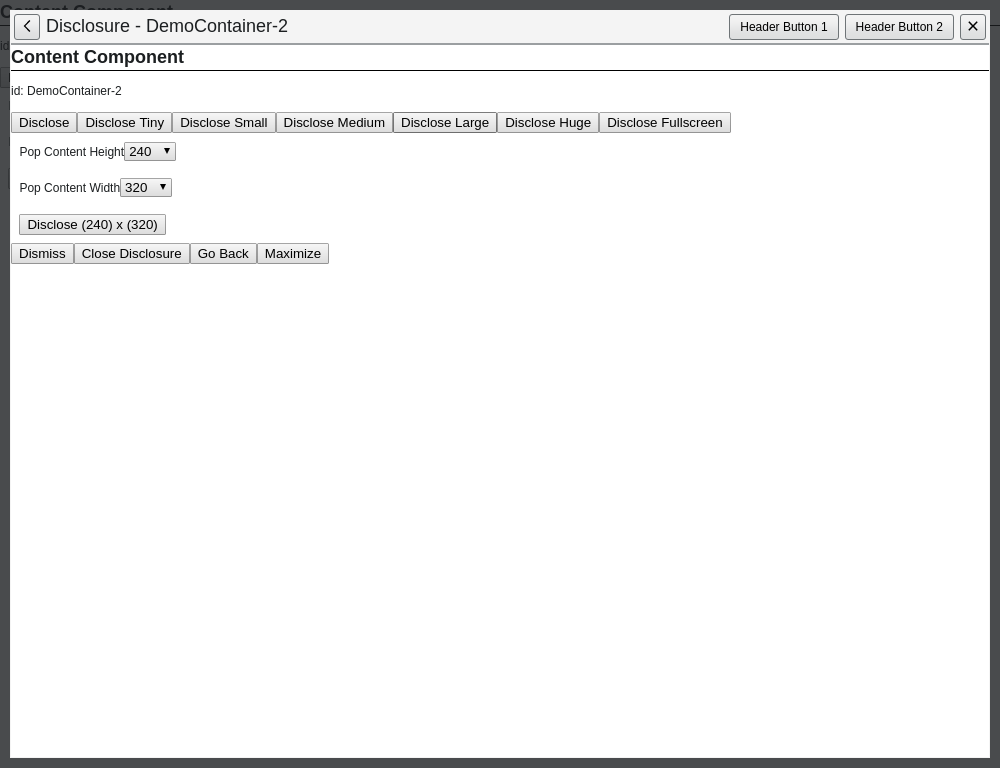 Disclosure - DemoContainer-2 Header Button 1 Header Button 2
Content Component
id: DemoContainer-2
Disclose Disclose Tiny Disclose Small Disclose Medium Disclose Large Disclose Huge Disclose Fullscreen
Pop Content Height 240
Pop Content Width 320
Disclose (240) x (320)
Dismiss Close Disclosure Go Back Maximize